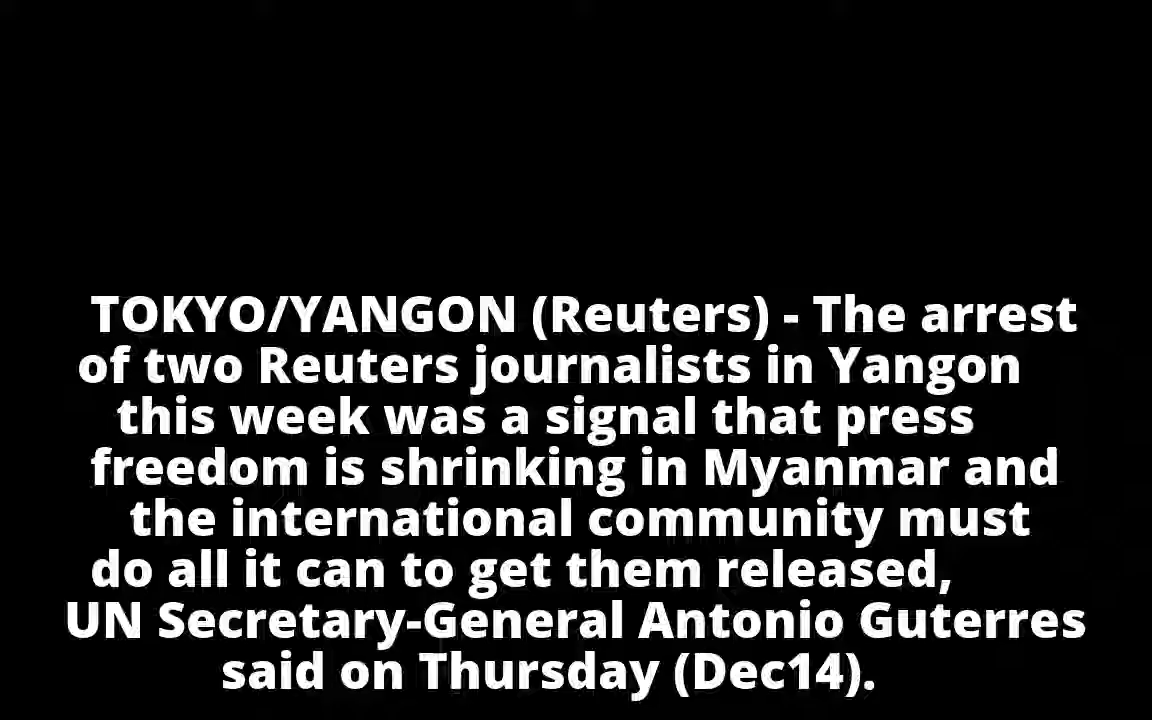 TOKYO/YANGON (Reuters) - The arrest
of two Reuters journalists in Yangon
this week was a signal that press
freedom is shrinking in Myanmar and
the international community must
do all it can to get them released,
UN Secretary-General Antonio Guterres
said on Thursday (Dec14).